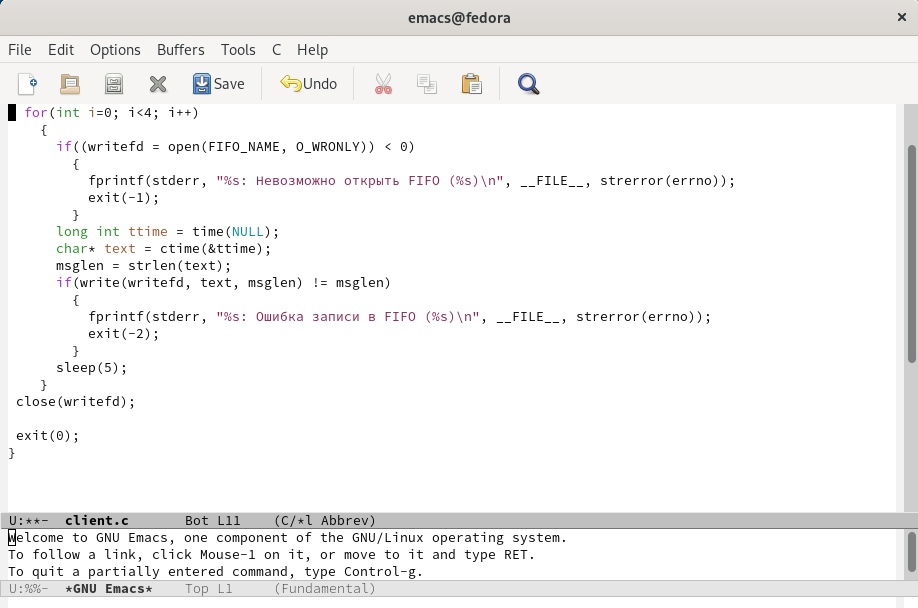 emacs@fedora
×
File Edit Options Buffers Tools C Help
Save Undo
for(int i=0; i<4; i++)
{
if((writefd = open(FIFO_NAME, O_WRONLY)) < 0)
{
fprintf(stderr, "%s: Невозможно открыть FIFO (%s)\n", __FILE__, strerror(errno));
exit(-1);
}
long int ttime = time(NULL);
char* text = ctime(&ttime);
msglen = strlen(text);
if(write(writefd, text, msglen) != msglen)
{
fprintf(stderr, "%s: Ошибка записи в FIFO (%s)\n", __FILE__, strerror(errno));
exit(-2);
}
sleep(5);
}
close(writefd);
exit(0);
}
U:**- client.c Bot L11 (C/*l Abbrev)
Welcome to GNU Emacs, one component of the GNU/Linux operating system.
To follow a link, click Mouse-1 on it, or move to it and type RET.
To quit a partially entered command, type Control-g.
U:%%- *GNU Emacs* Top L1 (Fundamental)